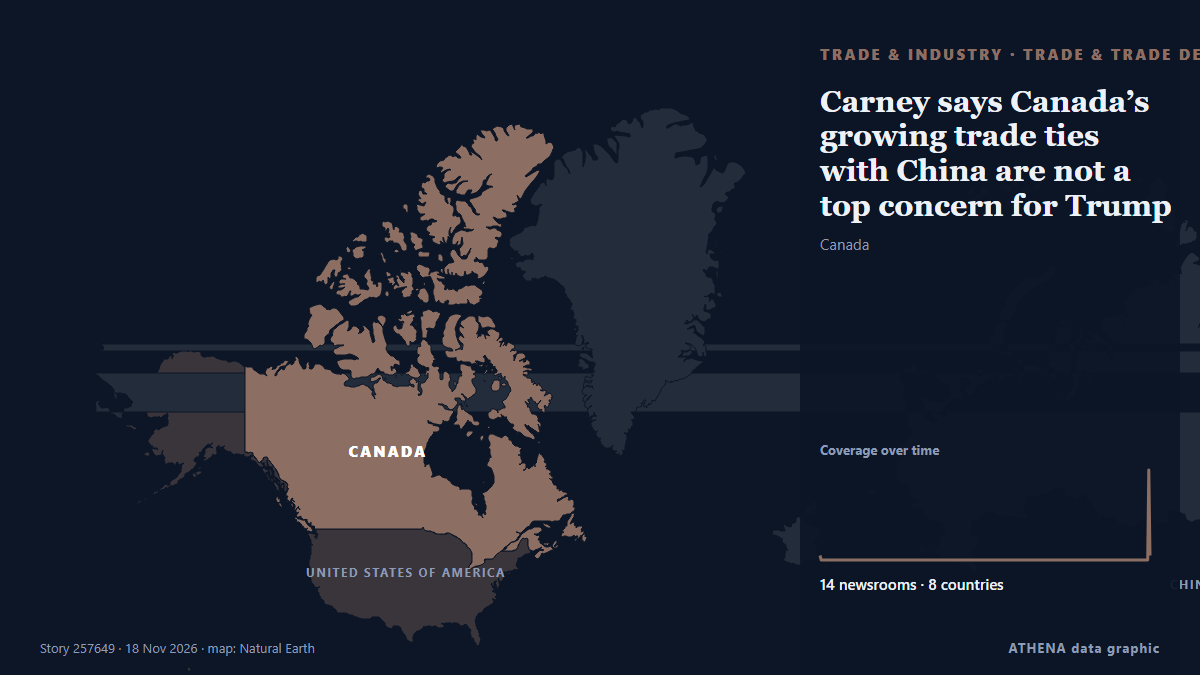 TRADE & INDUSTRY · TRADE & TRADE DE
Carney says Canada’s
growing trade ties
with China are not a
top concern for Trump
Canada
CANADA
UNITED STATES OF AMERICA
Coverage over time
14 newsrooms · 8 countries
CHIN
Story 257649 · 18 Nov 2026 · map: Natural Earth
ATHENA data graphic